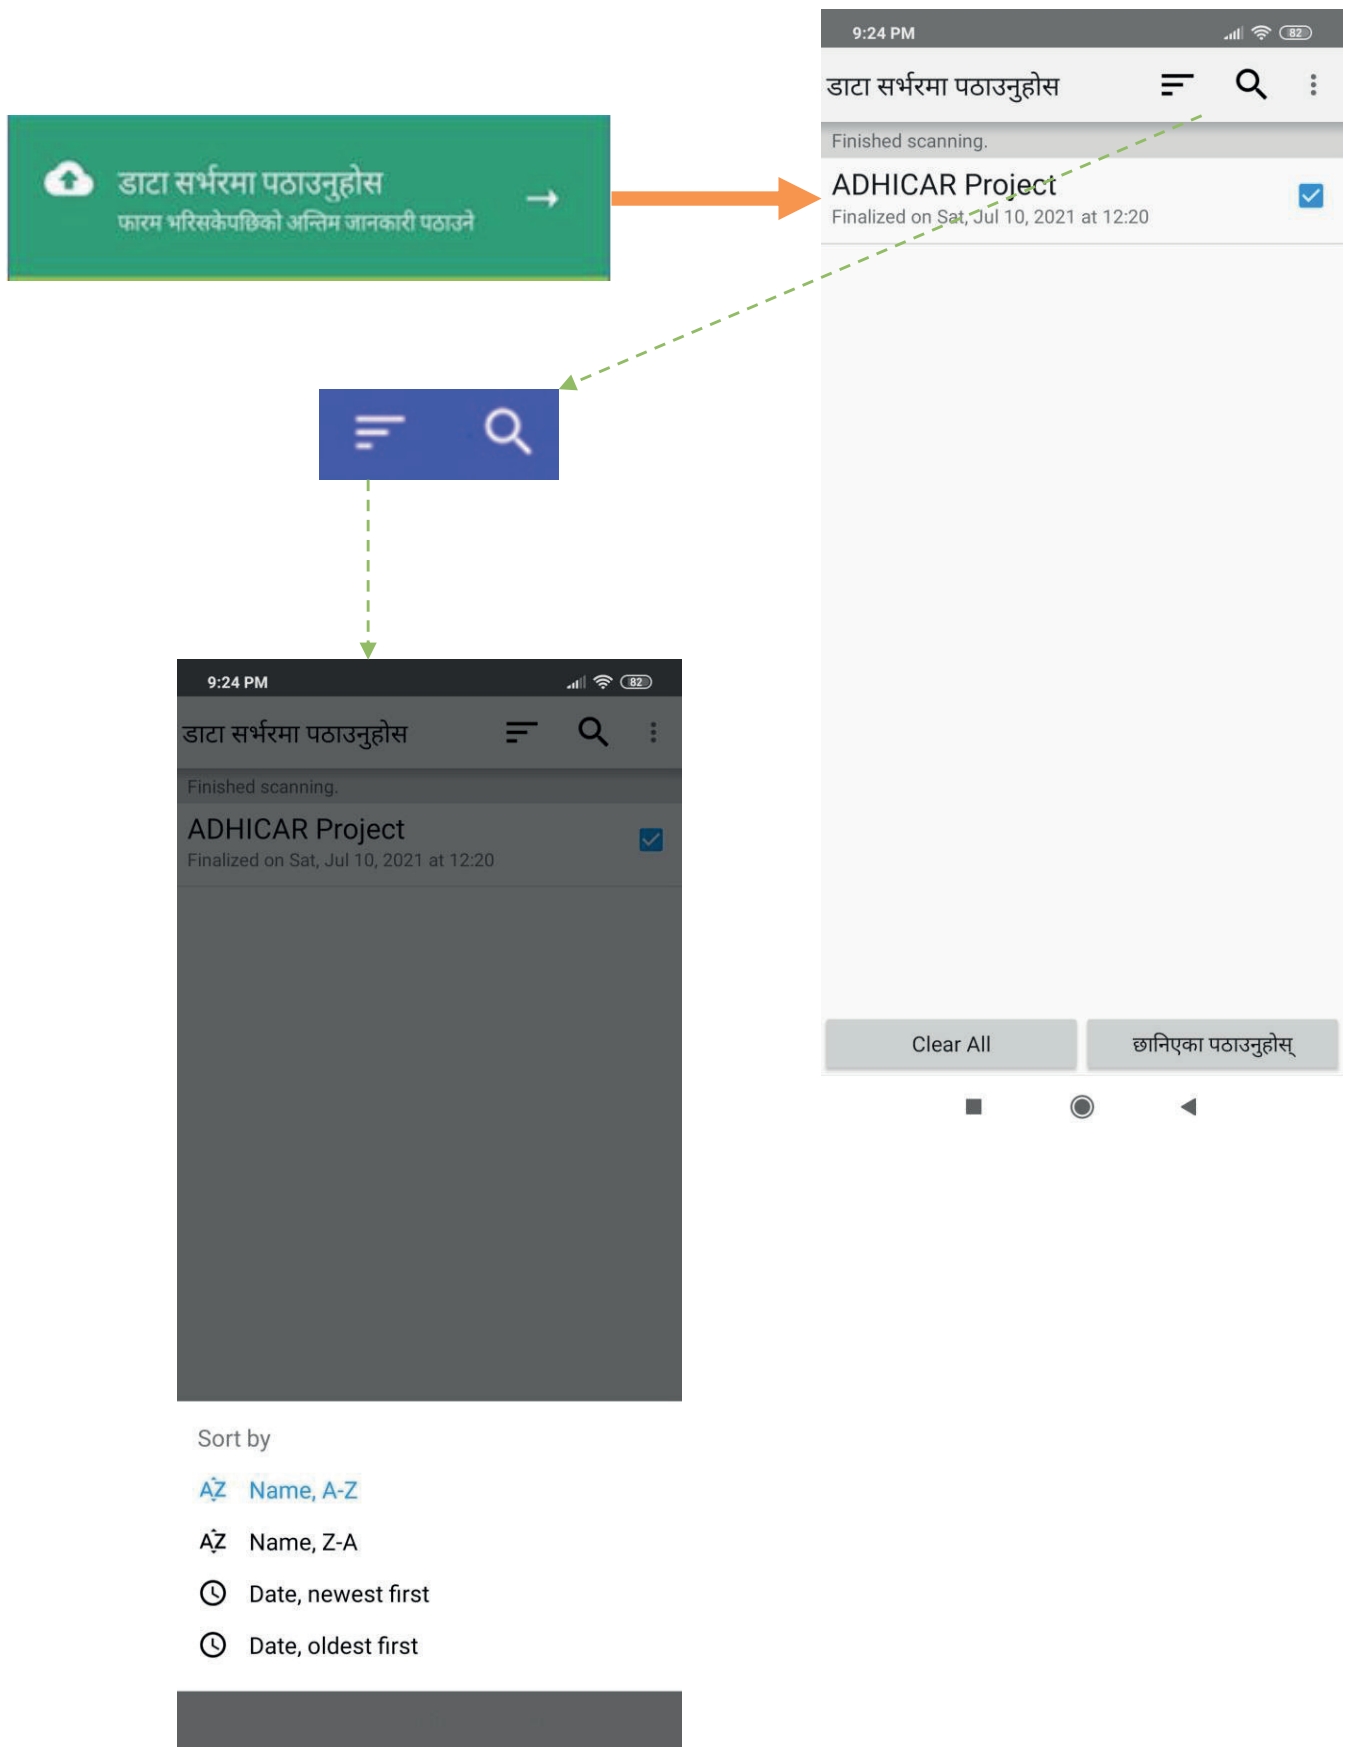 डाटा सर्भरमा पठाउनुहोस
फारम भरिसकेपछिको अन्तिम जानकारी पठाउने
9:24 PM
82
डाटा सर्भरमा पठाउनुहोस
Finished scanning.
ADHICAR Project
Finalized on Sat, Jul 10, 2021 at 12:20
Clear All
छानिएका पठाउनुहोस्
9:24 PM
82
डाटा सर्भरमा पठाउनुहोस
Finished scanning.
ADHICAR Project
Finalized on Sat, Jul 10, 2021 at 12:20
Sort by
AZ Name, A-Z
AZ Name, Z-A
Date, newest first
Date, oldest first